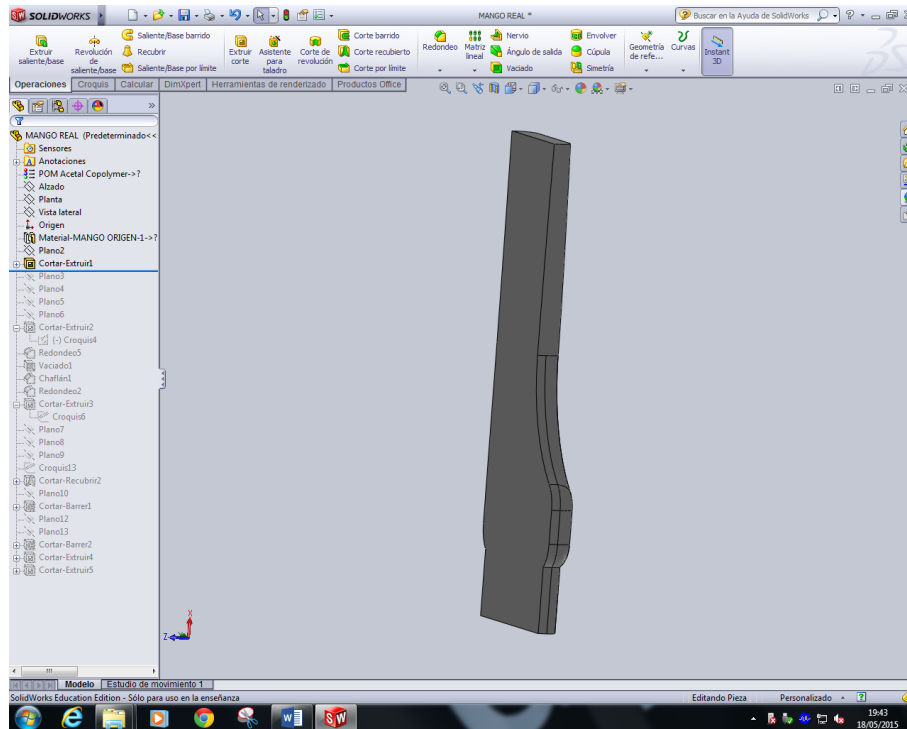 SOLIDWORKS
MANGO REAL *
Buscar en la Ayuda de SolidWorks
Extruir saliente/base
Revolución de saliente/base
Saliente/Base barrido
Recubrir
Saliente/Base por límite
Extruir corte
Asistente para taladro
Corte de revolución
Corte barrido
Corte recubierto
Corte por límite
Redondeo
Matriz lineal
Nervio
Ángulo de salida
Vaciado
Envolver
Cúpula
Simetría
Geometría de refe...
Curvas
Instant 3D
Operaciones
Croquis
Calcular
DimXpert
Herramientas de renderizado
Productos Office
MANGO REAL (Predeterminado<<
Sensores
Anotaciones
POM Acetal Copolymer->?
Alzado
Planta
Vista lateral
Origen
Material-MANGO ORIGEN-1->?
Plano2
Cortar-Extruir1
Plano3
Plano4
Plano5
Plano6
Cortar-Extruir2
(-) Croquis4
Redondeo5
Vaciado1
Chaflán1
Redondeo2
Cortar-Extruir3
Croquis6
Plano7
Plano8
Plano9
Croquis13
Cortar-Recubrir2
Plano10
Cortar-Barrer1
Plano12
Plano13
Cortar-Barrer2
Cortar-Extruir4
Cortar-Extruir5
X
Z
Modelo
Estudio de movimiento 1
SolidWorks Education Edition - Sólo para uso en la enseñanza
Editando Pieza
Personalizado
19:43
18/05/2015